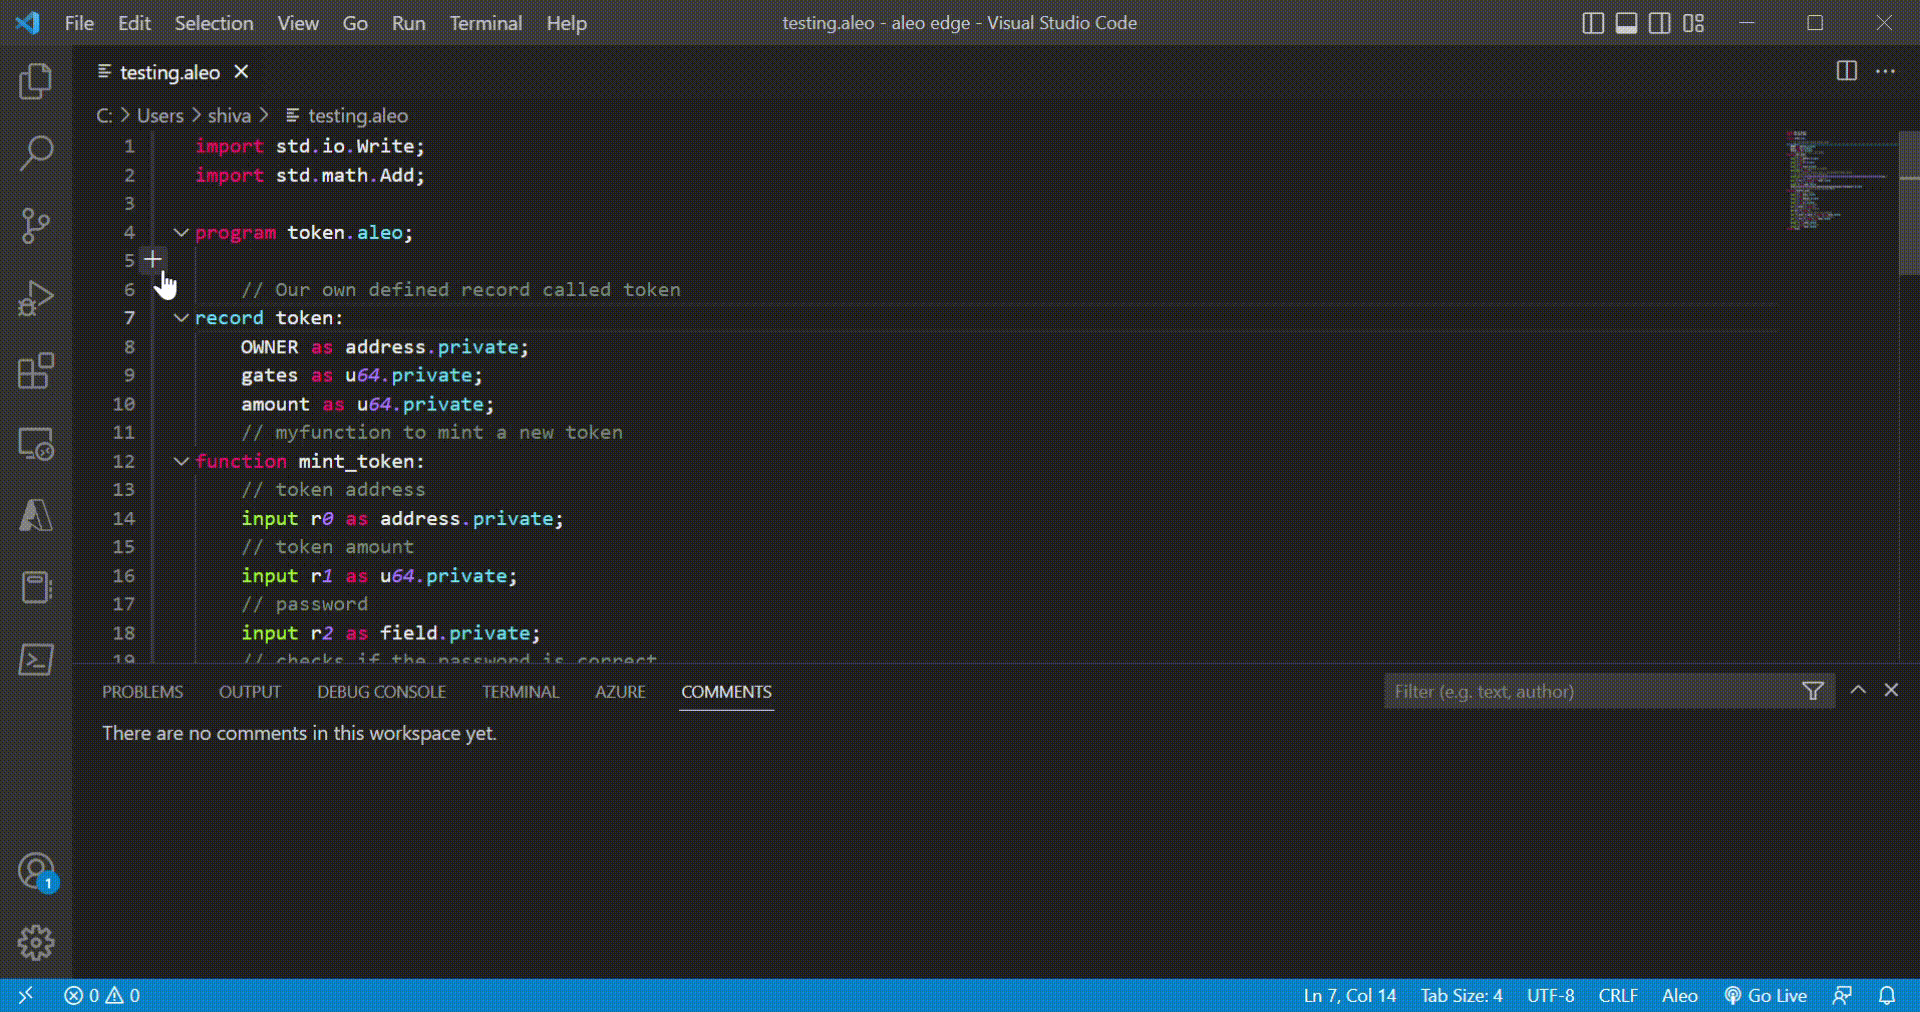 File Edit Selection View Go Run Terminal Help testing.aleo - aleo edge - Visual Studio Code
testing.aleo
C: > Users > shiva > testing.aleo
1 import std.io.Write;
2 import std.math.Add;
3
4 program token.aleo;
5 +
6 // Our own defined record called token
7 record token:
8 OWNER as address.private;
9 gates as u64.private;
10 amount as u64.private;
11 // myfunction to mint a new token
12 function mint_token:
13 // token address
14 input r0 as address.private;
15 // token amount
16 input r1 as u64.private;
17 // password
18 input r2 as field.private;
19 // checks if the password is correct
PROBLEMS OUTPUT DEBUG CONSOLE TERMINAL AZURE COMMENTS Filter (e.g. text, author)
There are no comments in this workspace yet.
1
0 0 Ln 7, Col 14 Tab Size: 4 UTF-8 CRLF Aleo Go Live